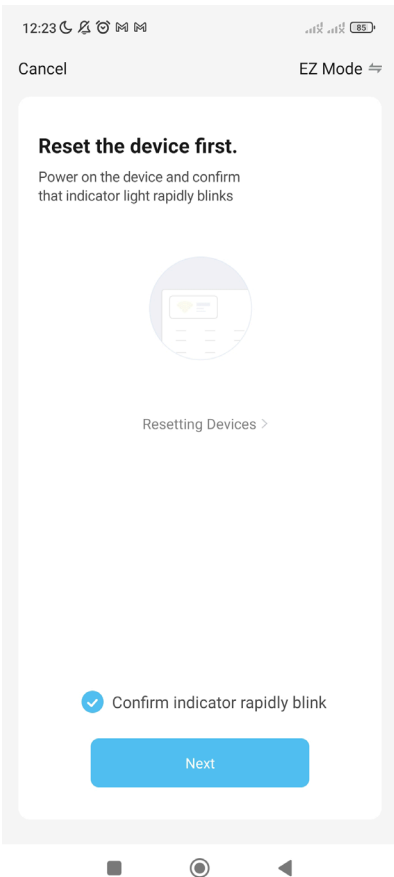 12:23
85
Cancel
EZ Mode
Reset the device first.
Power on the device and confirm
that indicator light rapidly blinks
Resetting Devices >
Confirm indicator rapidly blink
Next